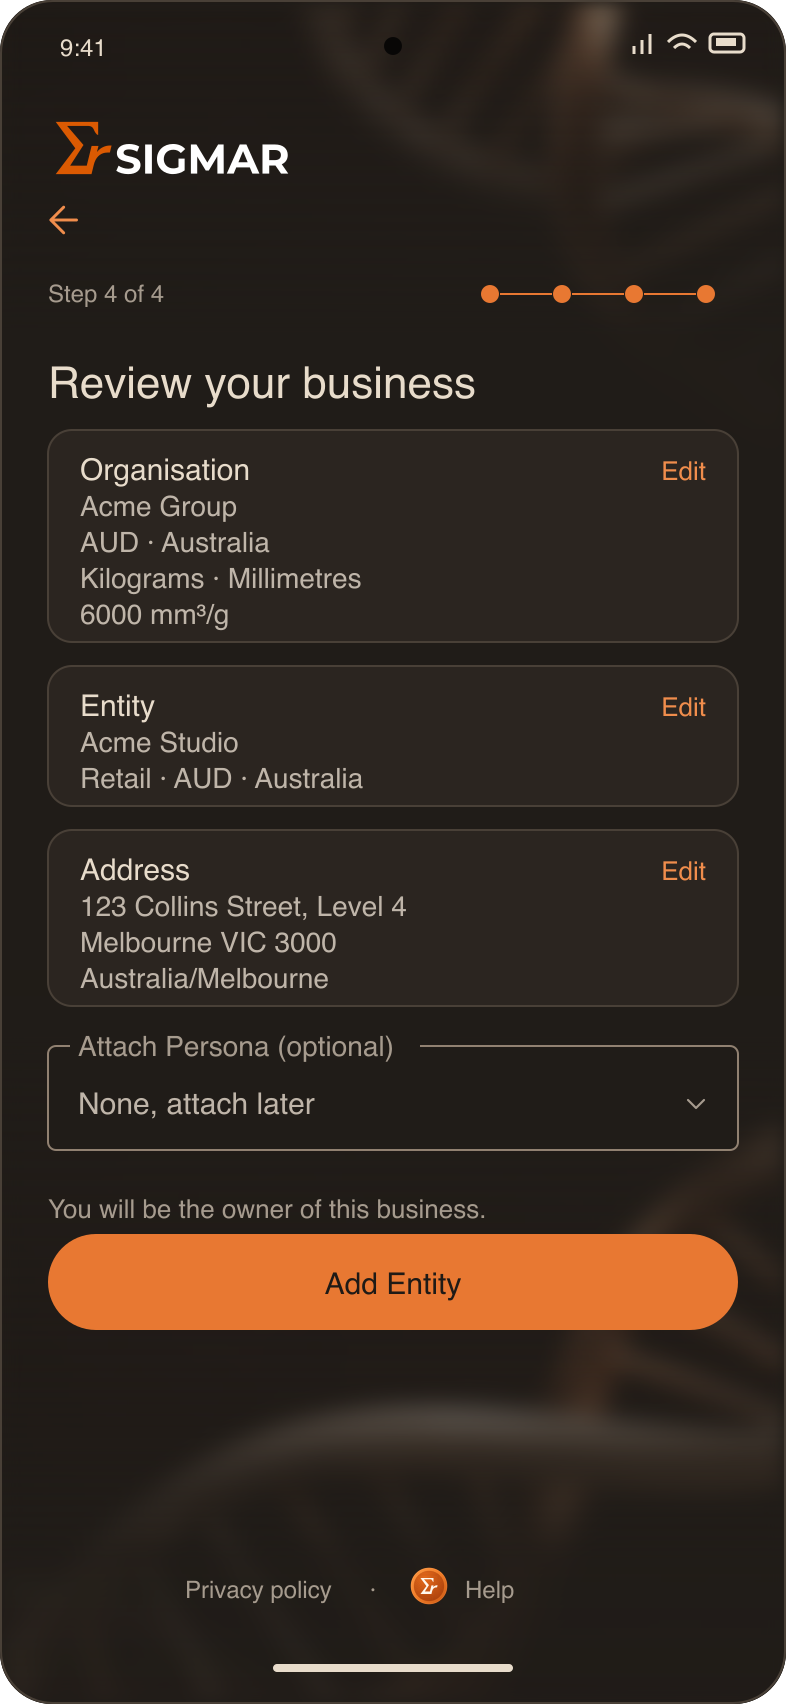 9:41
Σr SIGMAR
Step 4 of 4
Review your business
Organisation Edit
Acme Group
AUD · Australia
Kilograms · Millimetres
6000 mm³/g
Entity Edit
Acme Studio
Retail · AUD · Australia
Address Edit
123 Collins Street, Level 4
Melbourne VIC 3000
Australia/Melbourne
Attach Persona (optional)
None, attach later
You will be the owner of this business.
Add Entity
Privacy policy · Σr Help